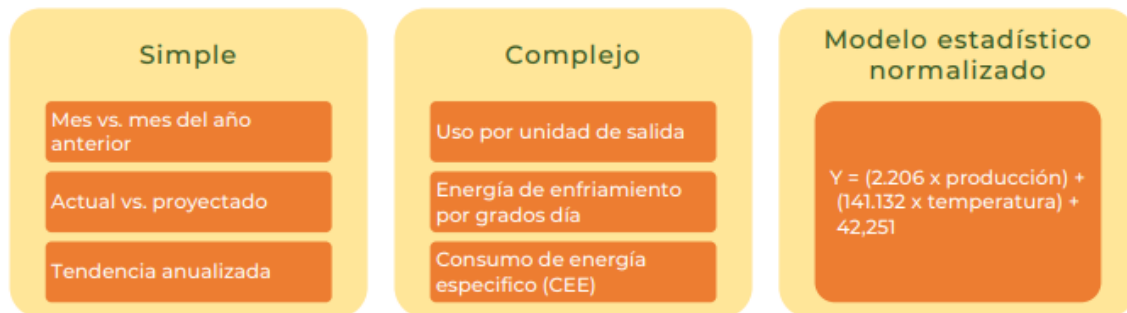 Simple
Mes vs. mes del año
anterior
Actual vs. proyectado
Tendencia anualizada
Complejo
Uso por unidad de salida
Energía de enfriamiento
por grados día
Consumo de energía
especifico (CEE)
Modelo estadístico
normalizado
Y = (2.206 x producción) +
(141.132 x temperatura) +
42,251